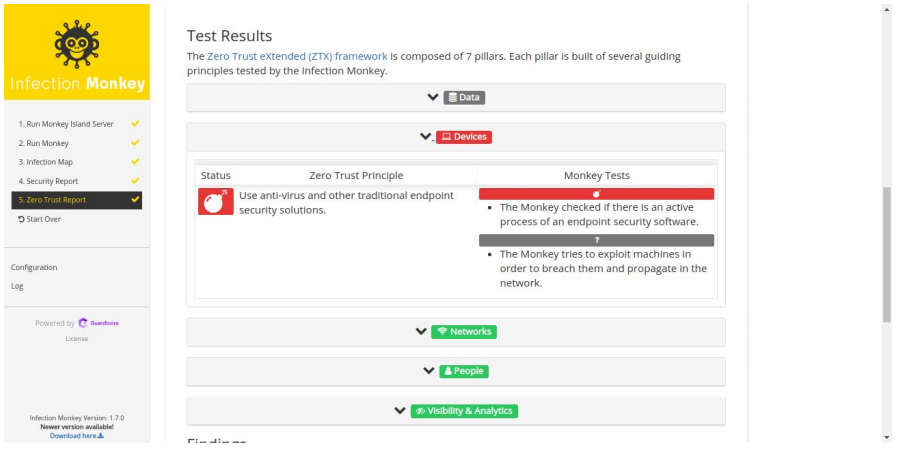 Infection Monkey
1. Run Monkey Island Server
2. Run Monkey
3. Infection Map
4. Security Report
5. Zero Trust Report
Start Over
Configuration
Log
Powered by Guardicore
License
Infection Monkey Version: 1.7.0
Newer version available!
Download here
Test Results
The Zero Trust eXtended (ZTX) framework is composed of 7 pillars. Each pillar is built of several guiding
principles tested by the Infection Monkey.
Data
Devices
Status Zero Trust Principle Monkey Tests
Use anti-virus and other traditional endpoint
security solutions.
• The Monkey checked if there is an active
process of an endpoint security software.
?
• The Monkey tries to exploit machines in
order to breach them and propagate in the
network.
Networks
People
Visibility & Analytics
Findings